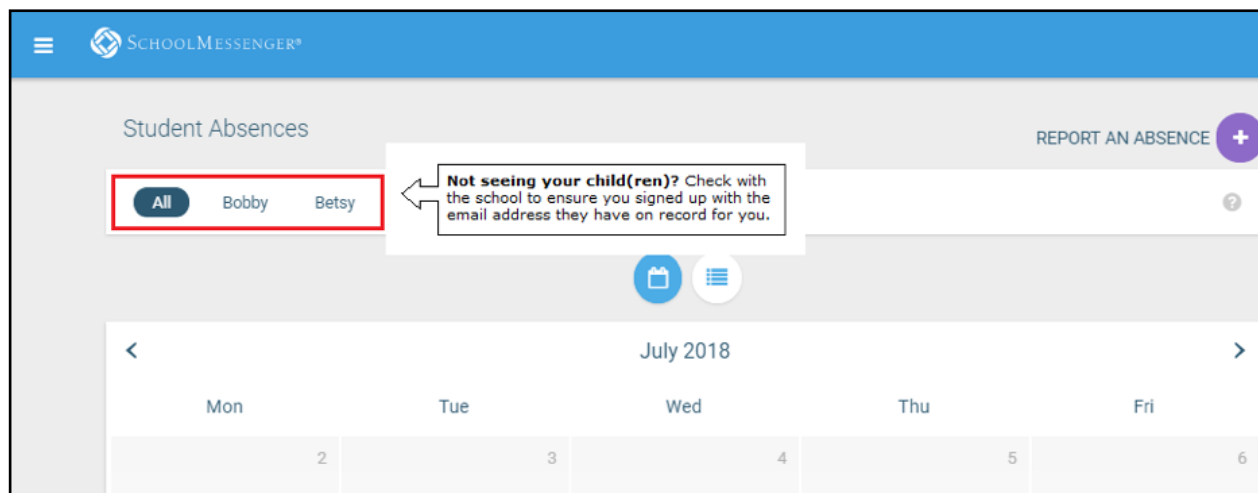 SCHOOLMESSENGER®
Student Absences
REPORT AN ABSENCE +
All Bobby Betsy
Not seeing your child(ren)? Check with
the school to ensure you signed up with the
email address they have on record for you.
?
< July 2018 >
Mon Tue Wed Thu Fri
2 3 4 5 6